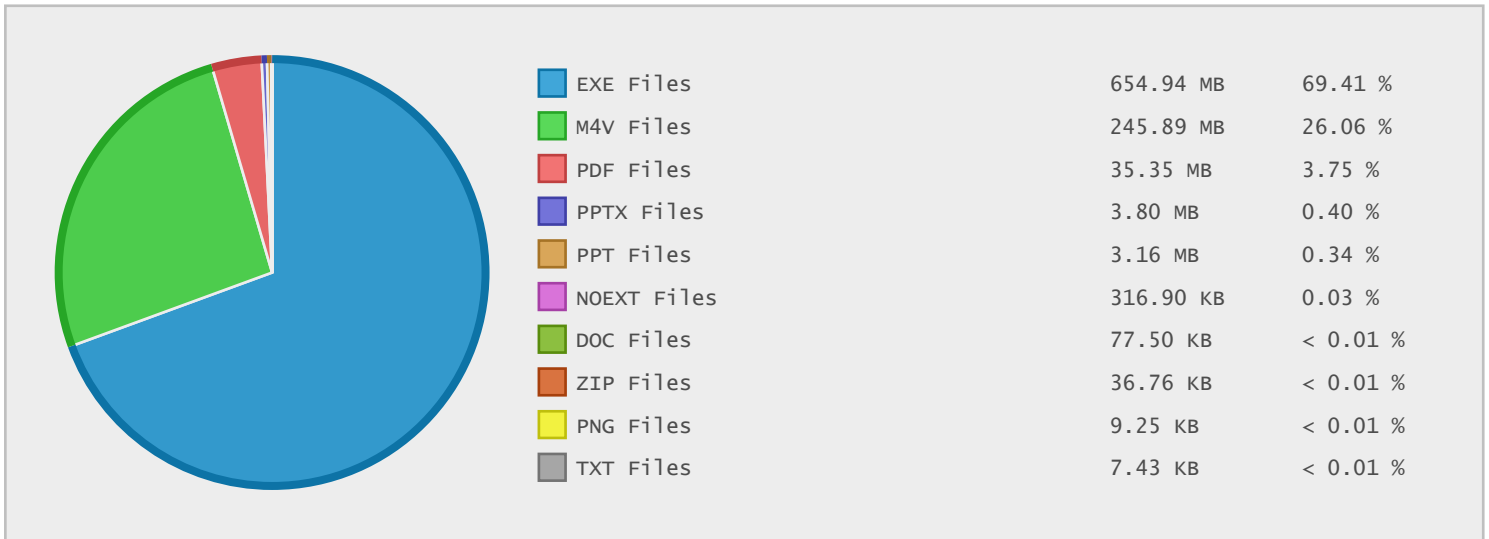 EXE Files 654.94 MB 69.41 %
M4V Files 245.89 MB 26.06 %
PDF Files 35.35 MB 3.75 %
PPTX Files 3.80 MB 0.40 %
PPT Files 3.16 MB 0.34 %
NOEXT Files 316.90 KB 0.03 %
DOC Files 77.50 KB < 0.01 %
ZIP Files 36.76 KB < 0.01 %
PNG Files 9.25 KB < 0.01 %
TXT Files 7.43 KB < 0.01 %